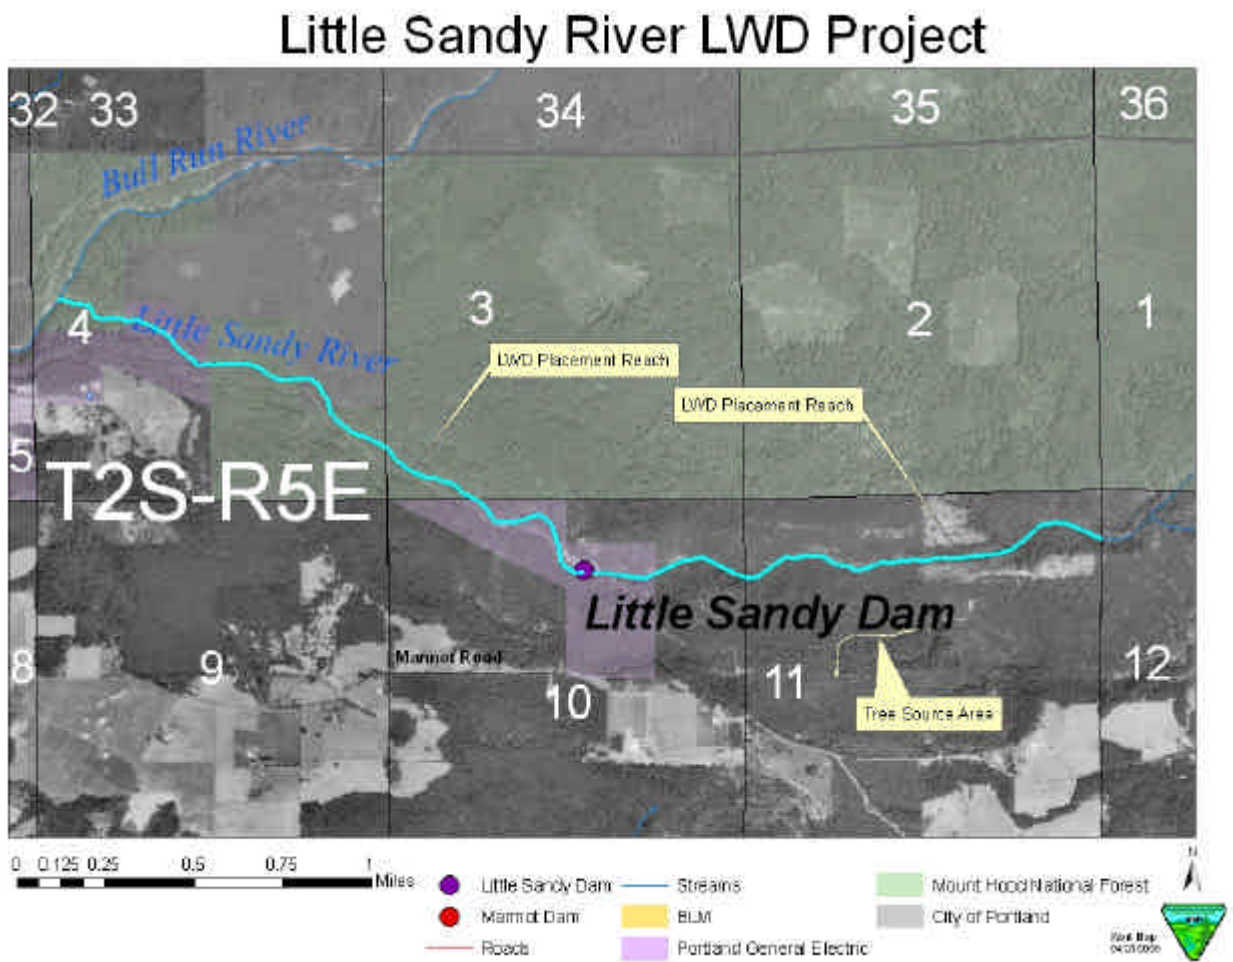 Little Sandy River LWD Project
32
33
34
35
36
Bull Run River
4
Little Sandy River
3
2
1
LWD Placement Reach
LWD Placement Reach
5
T2S-R5E
Little Sandy Dam
Marmot Road
8
9
10
11
12
Tree Source Area
0 0.125 0.25 0.5 0.75 1
Miles
N
Little Sandy Dam
Streams
Mount Hood National Forest
Marmot Dam
BLM
City of Portland
Roads
Portland General Electric